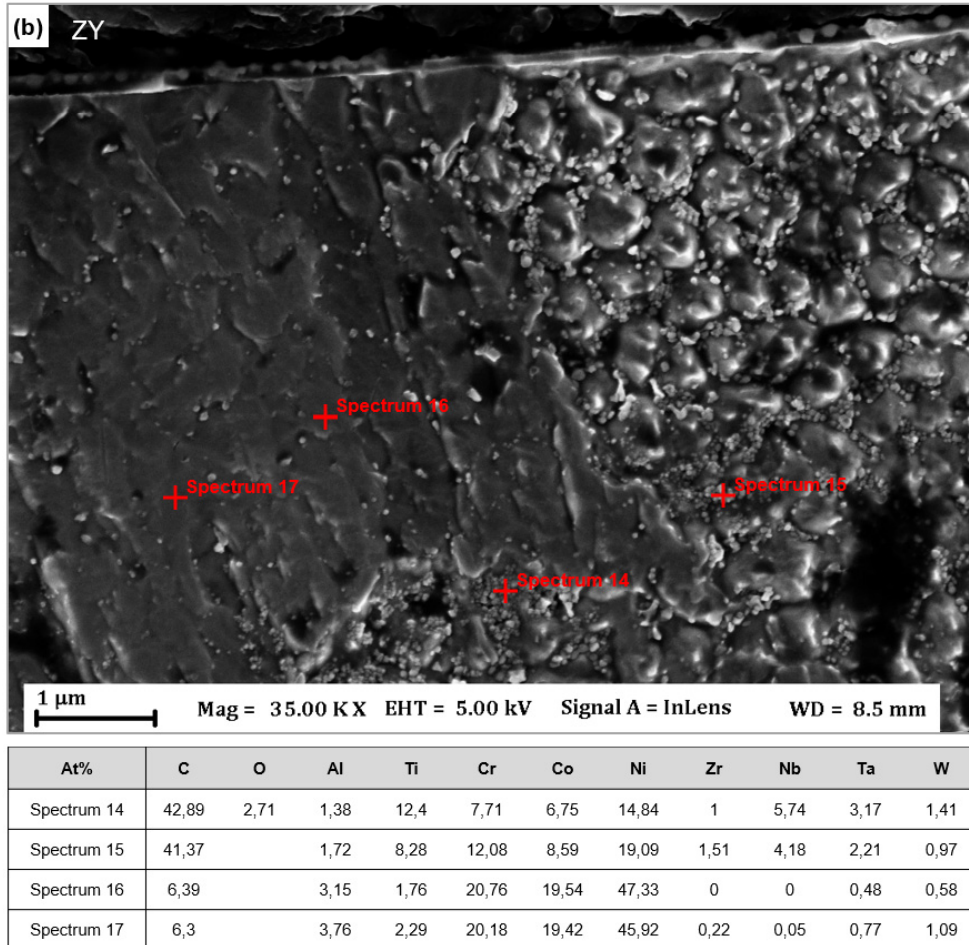 (b) ZY
Spectrum 16
Spectrum 17
Spectrum 15
Spectrum 14
1 µm
Mag = 35.00 K X EHT = 5.00 kV Signal A = InLens WD = 8.5 mm
At% C O Al Ti Cr Co Ni Zr Nb Ta W
Spectrum 14 42,89 2,71 1,38 12,4 7,71 6,75 14,84 1 5,74 3,17 1,41
Spectrum 15 41,37 1,72 8,28 12,08 8,59 19,09 1,51 4,18 2,21 0,97
Spectrum 16 6,39 3,15 1,76 20,76 19,54 47,33 0 0 0,48 0,58
Spectrum 17 6,3 3,76 2,29 20,18 19,42 45,92 0,22 0,05 0,77 1,09